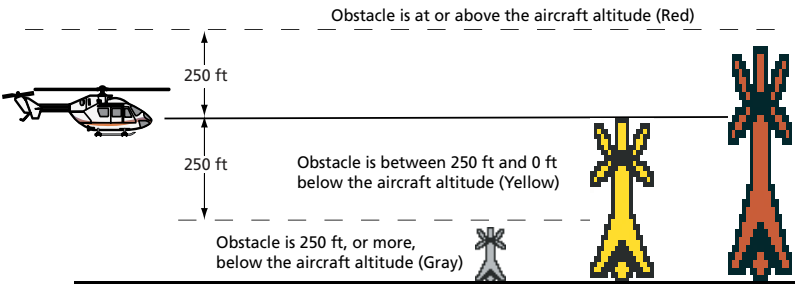 Obstacle is at or above the aircraft altitude (Red)
250 ft
250 ft
Obstacle is between 250 ft and 0 ft
below the aircraft altitude (Yellow)
Obstacle is 250 ft, or more,
below the aircraft altitude (Gray)